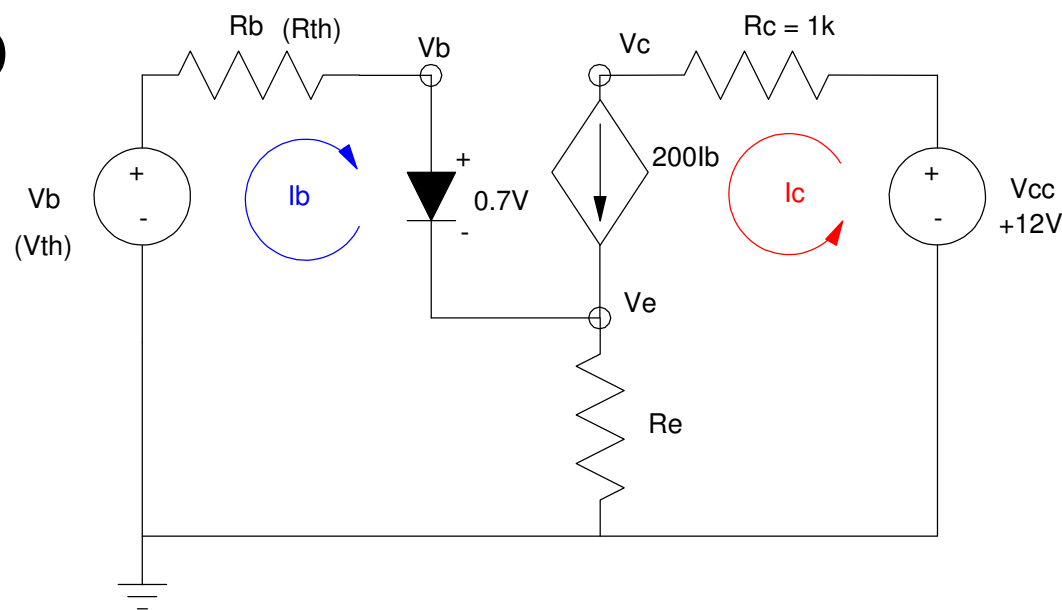 )
Rb (Rth)
Vb
Vc
Rc = 1k
+
-
Vb
(Vth)
Ib
+
0.7V
-
200Ib
Ic
+
-
Vcc
+12V
Ve
Re